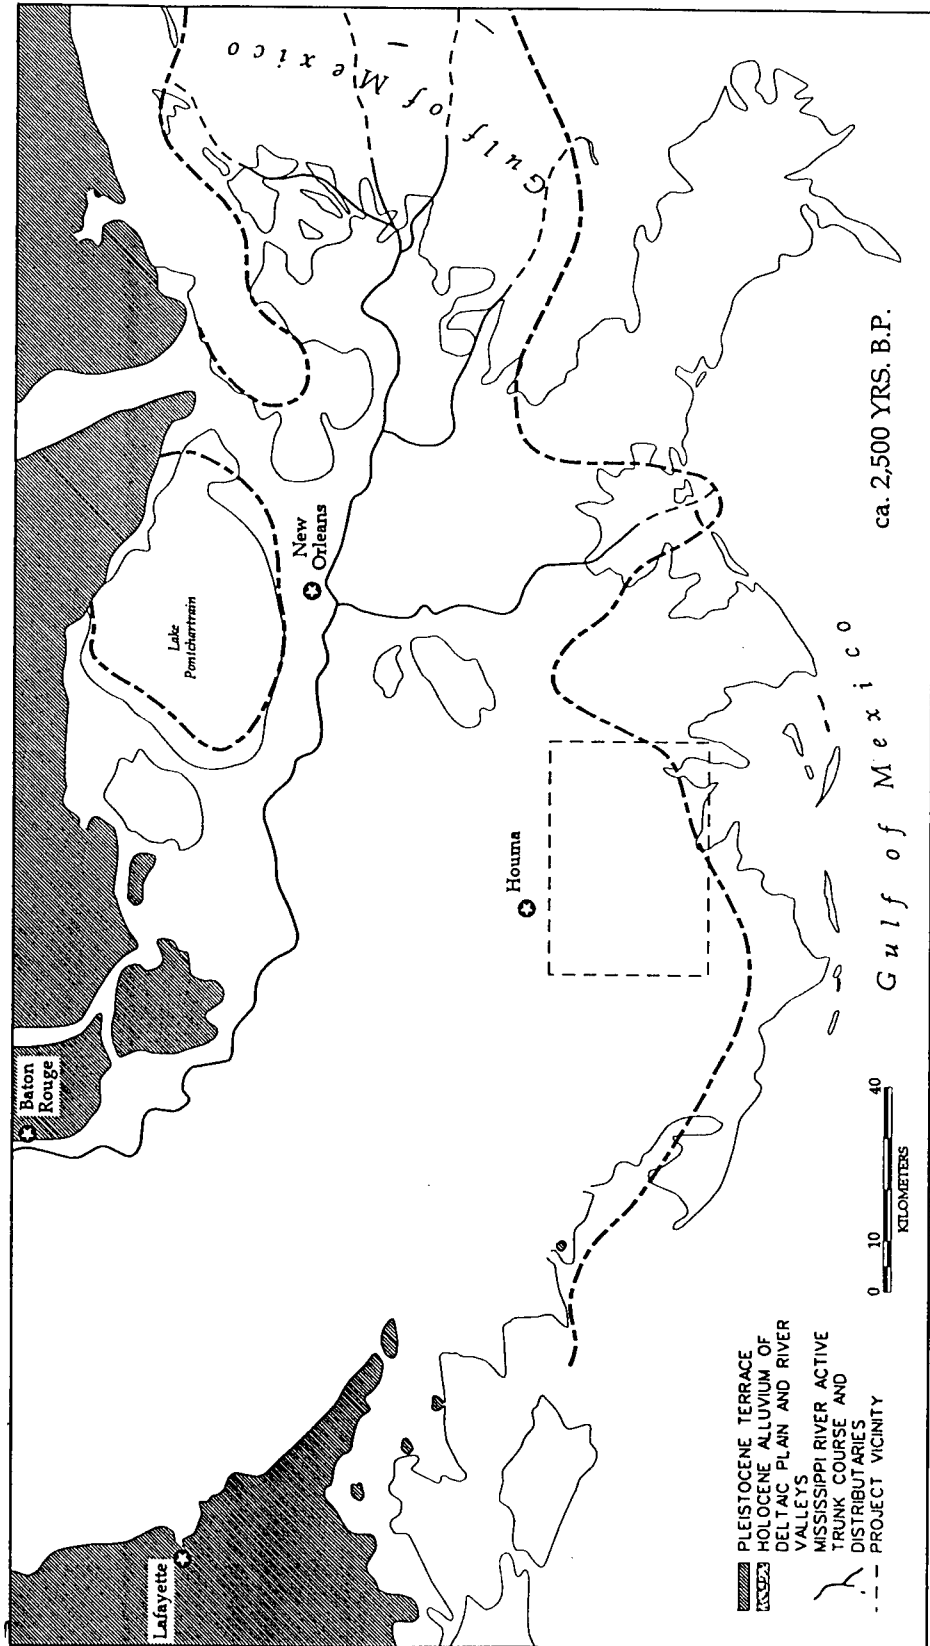 Baton
Rouge
Lafayette
Lake
Pontchartrain
New
Orleans
Houma
Gulf of Mexico
Gulf of Mexico
ca. 2,500 YRS. B.P.
0 10 40
KILOMETERS
PLEISTOCENE TERRACE
HOLOCENE ALLUVIUM OF
DELTAIC PLAIN AND RIVER
VALLEYS
MISSISSIPPI RIVER ACTIVE
TRUNK COURSE AND
DISTRIBUTARIES
PROJECT VICINITY